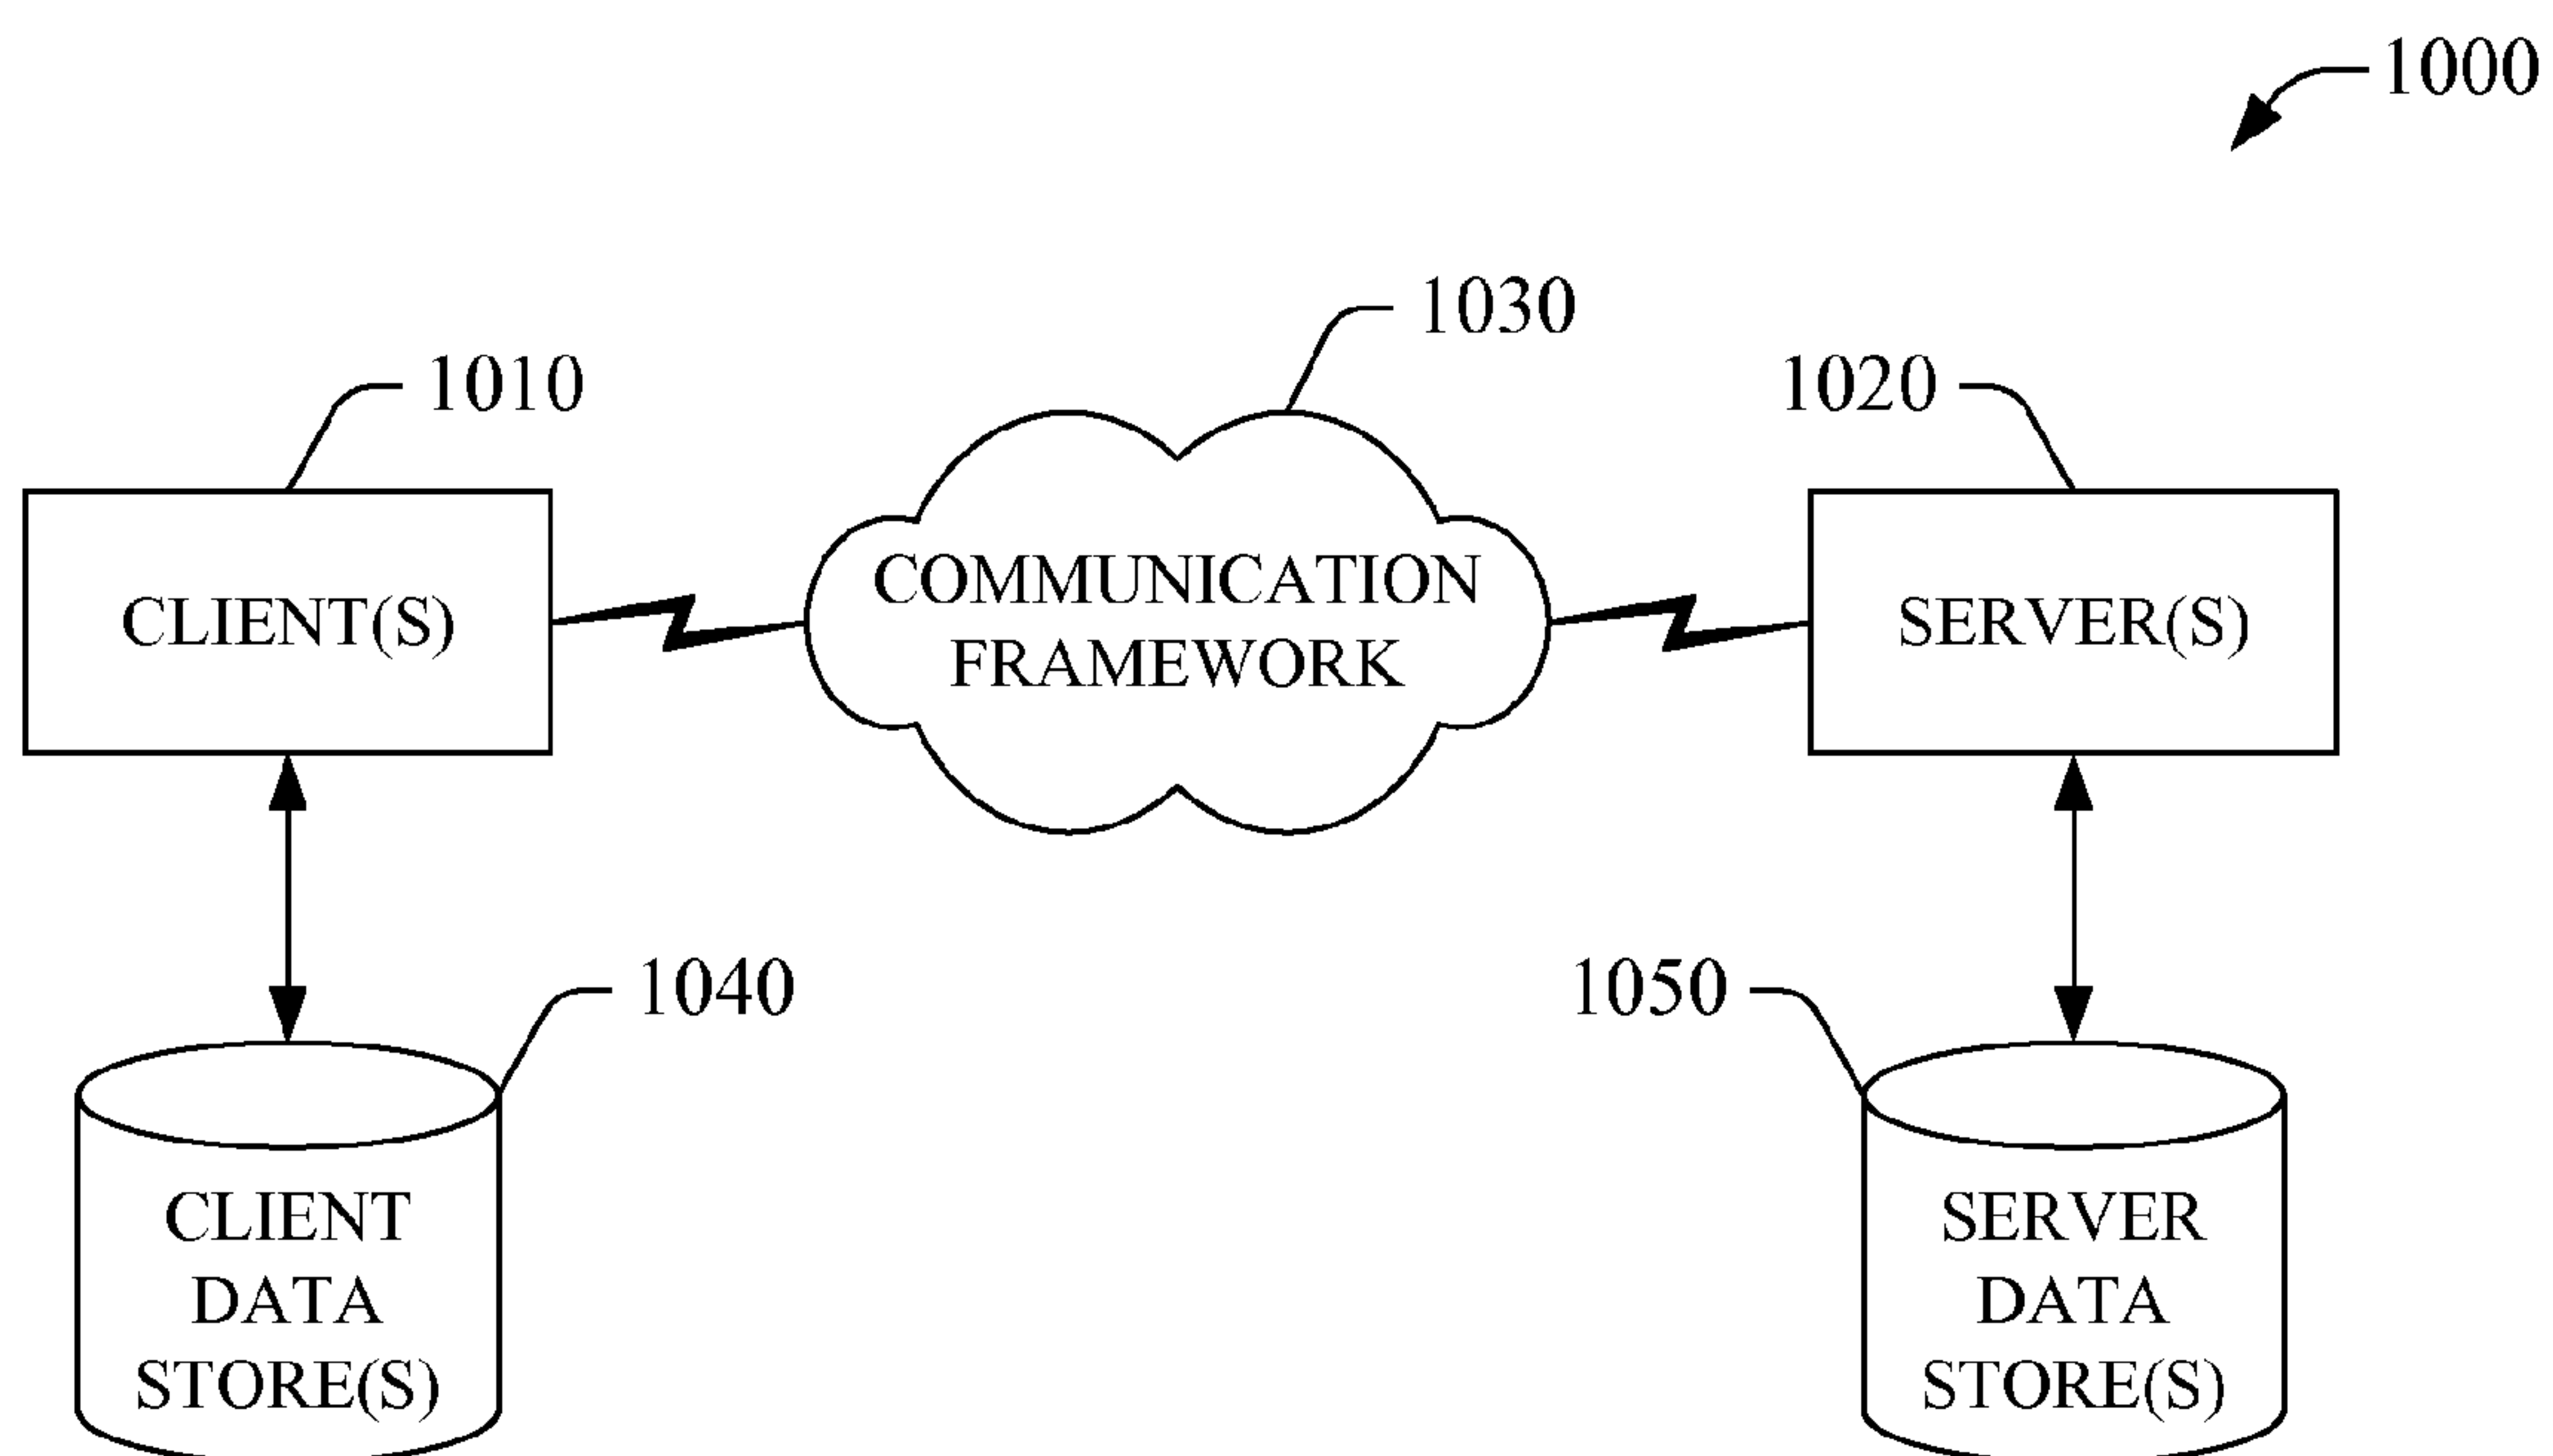 1000
1030
1010
1020
CLIENT(S)
COMMUNICATION
FRAMEWORK
SERVER(S)
1040
1050
CLIENT
DATA
STORE(S)
SERVER
DATA
STORE(S)